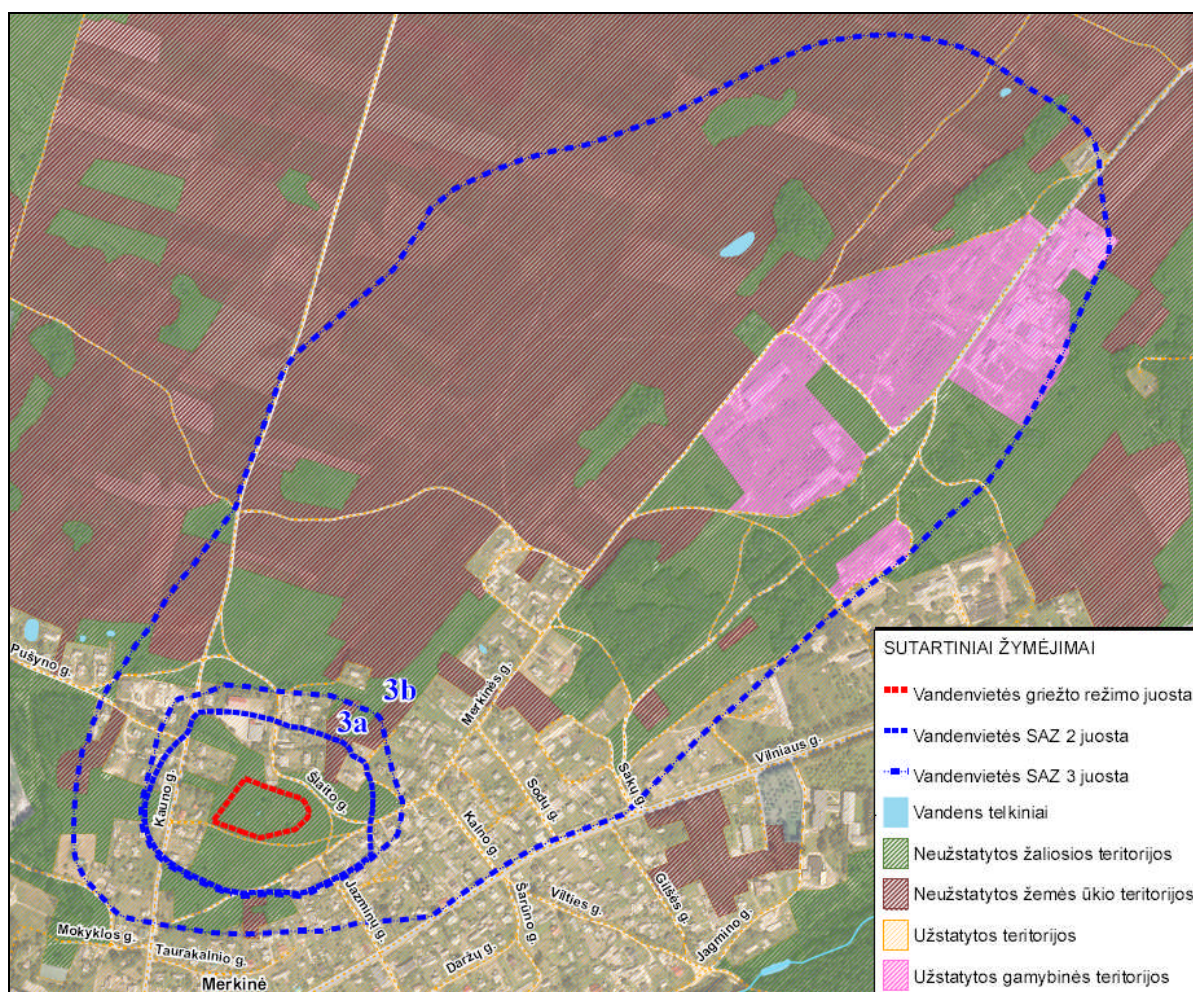 Pušyno g.
3b
3a
Merkinės g.
Kauno g.
Šlaito g.
Sodų g.
Sakų g.
Vilniaus g.
Kalno g.
Jazminų g.
Šarūno g.
Vilties g.
Gilšės g.
Jagmino g.
Mokyklos g.
Taurakalnio g.
Daržų g.
Merkinė
SUTARTINIAI ŽYMĖJIMAI
Vandenvietės griežto režimo juosta
Vandenvietės SAZ 2 juosta
Vandenvietės SAZ 3 juosta
Vandens telkiniai
Neužstatytos žaliosios teritorijos
Neužstatytos žėmės ūkio teritorijos
Užstatytos teritorijos
Užstatytos gamybinės teritorijos